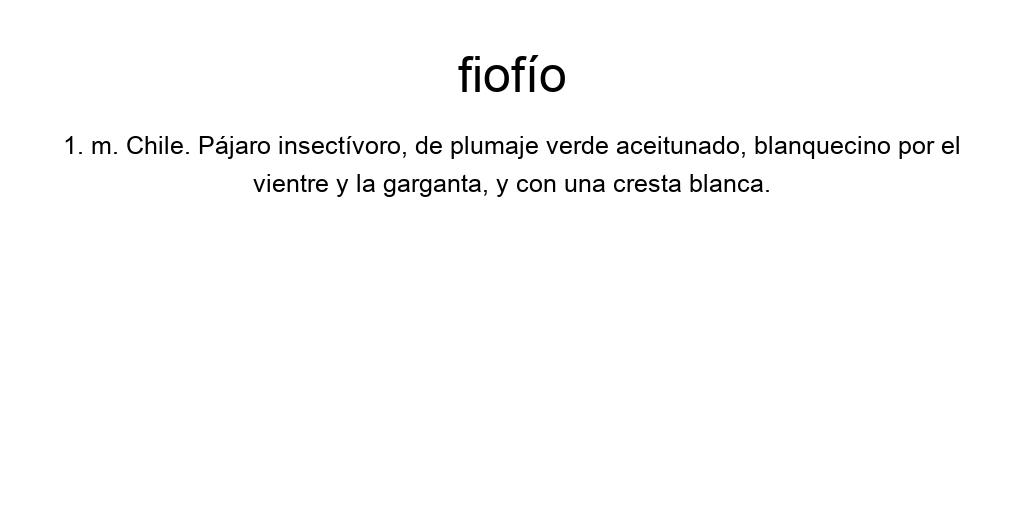 fiofío
1. m. Chile. Pájaro insectívoro, de plumaje verde aceitunado, blanquecino por el
vientre y la garganta, y con una cresta blanca.